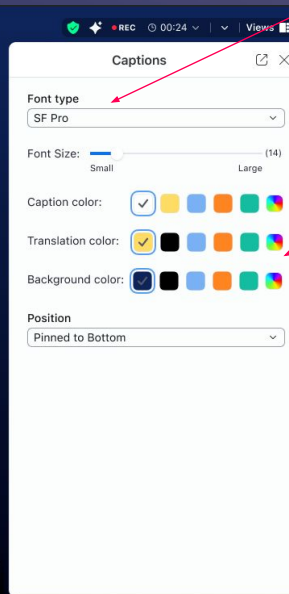 REC 00:24 Views
Captions
Font type
SF Pro
Font Size: (14)
Small Large
Caption color:
Translation color:
Background color:
Position
Pinned to Bottom